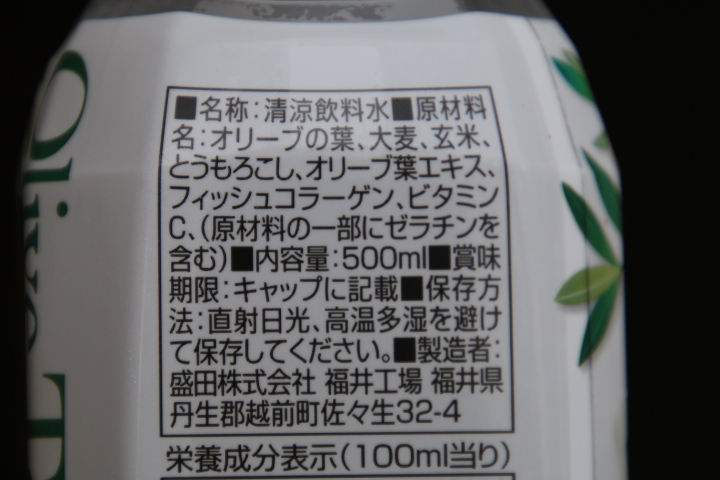 ■名称:清涼飲料水■原材料
名:オリーブの葉、大麦、玄米、
とうもろこし、オリーブ葉エキス、
フィッシュコラーゲン、ビタミン
C、(原材料の一部にゼラチンを
含む)■内容量:500ml■賞味
期限:キャップに記載■保存方
法:直射日光、高温多湿を避け
て保存してください。■製造者:
盛田株式会社 福井工場 福井県
丹生郡越前町佐々生32-4
栄養成分表示(100ml当り)
Olive T